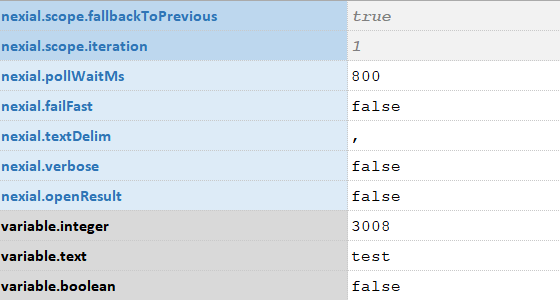 nexial.scope.fallbackToPrevious true
nexial.scope.iteration 1
nexial.pollWaitMs 800
nexial.failFast false
nexial.textDelim ,
nexial.verbose false
nexial.openResult false
variable.integer 3008
variable.text test
variable.boolean false